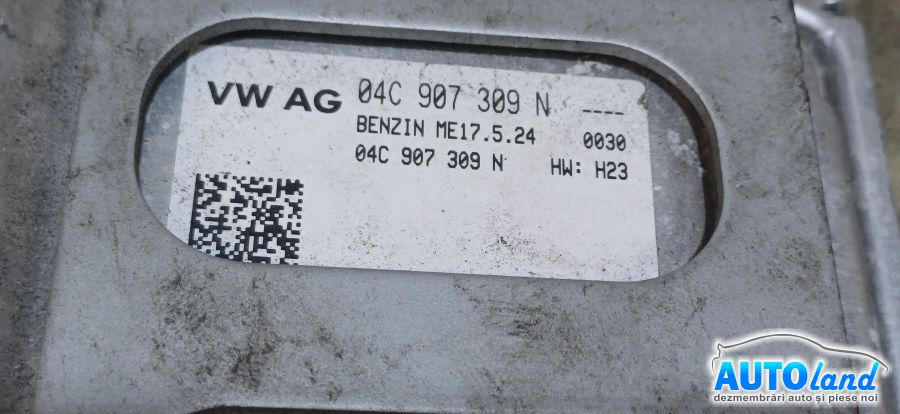 VW AG 04C 907 309 N ----
BENZIN ME17.5.24 0030
04C 907 309 N HW: H23
AUTOland
dezmembrări auto și piese noi